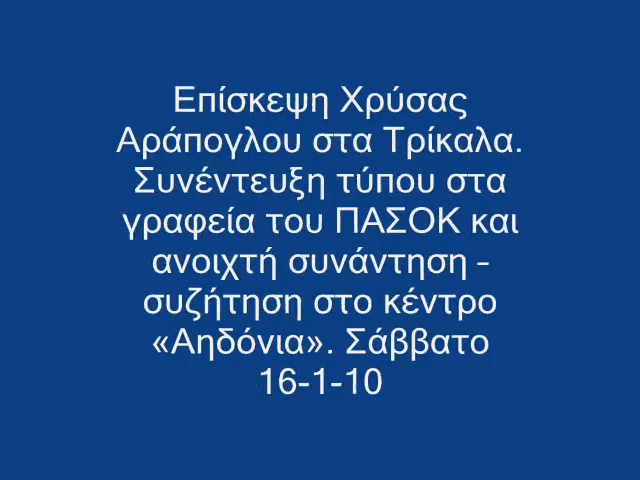 Επίσκεψη Χρύσας
Αράπογλου στα Τρίκαλα.
Συνέντευξη τύπου στα
γραφεία του ΠΑΣΟΚ και
ανοιχτή συνάντηση –
συζήτηση στο κέντρο
«Αηδόνια». Σάββατο
16-1-10